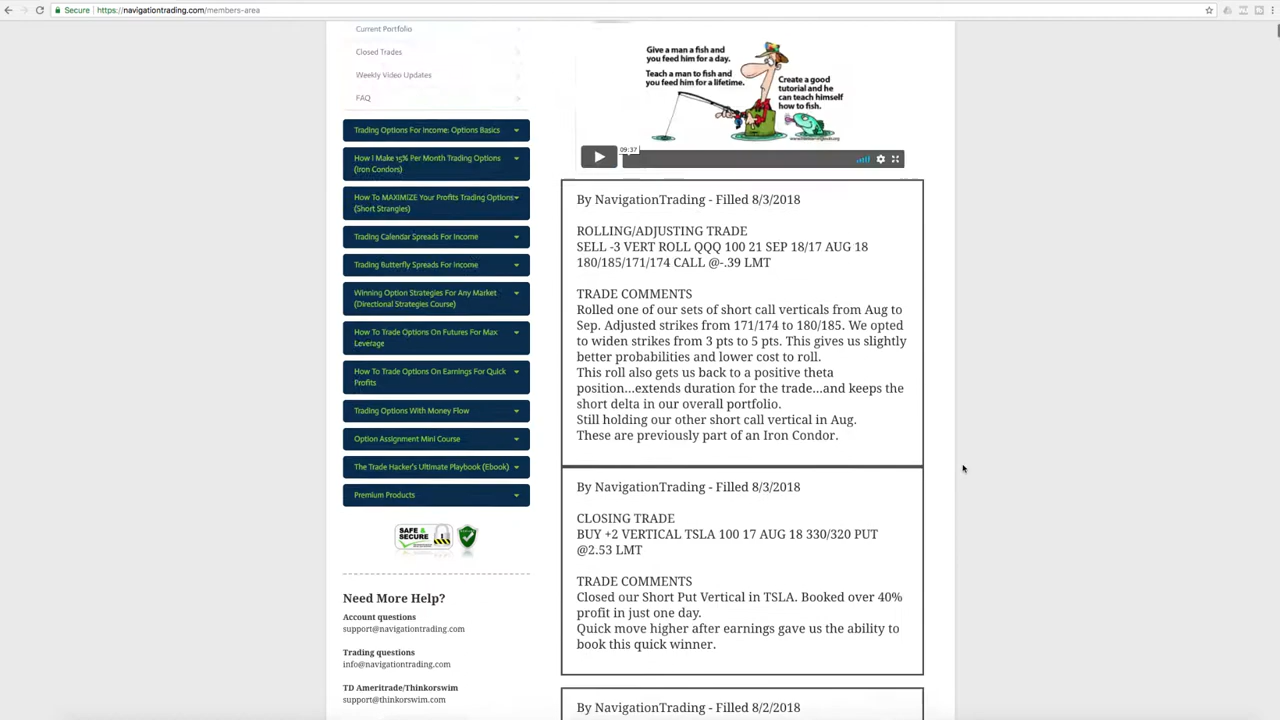 Secure
https://navigationtrading.com/members-area
Current Portfolio
Closed Trades
Weekly Video Updates
FAQ
Trading Options For Income: Options Basics
How I Make 15% Per Month Trading Options
(Iron Condors)
How To MAXIMIZE Your Profits Trading Options
(Short Strangles)
Trading Calendar Spreads For Income
Trading Butterfly Spreads For Income
Winning Option Strategies For Any Market
(Directional Strategies Course)
How To Trade Options On Futures For Max
Leverage
How To Trade Options On Earnings For Quick
Profits
Trading Options With Money Flow
Option Assignment Mini Course
The Trade Hacker's Ultimate Playbook (Ebook)
Premium Products
SAFE &
SECURE
Need More Help?
Account questions
support@navigationtrading.com
Trading questions
info@navigationtrading.com
TD Ameritrade/Thinkorswim
support@thinkorswim.com
Give a man a fish and
you feed him for a day.
Teach a man to fish and
you feed him for a lifetime.
Create a good
tutorial and he
can teach himself
how to fish.
09:37
By NavigationTrading - Filled 8/3/2018
ROLLING/ADJUSTING TRADE
SELL -3 VERT ROLL QQQ 100 21 SEP 18/17 AUG 18
180/185/171/174 CALL @-.39 LMT
TRADE COMMENTS
Rolled one of our sets of short call verticals from Aug to
Sep. Adjusted strikes from 171/174 to 180/185. We opted
to widen strikes from 3 pts to 5 pts. This gives us slightly
better probabilities and lower cost to roll.
This roll also gets us back to a positive theta
position...extends duration for the trade...and keeps the
short delta in our overall portfolio.
Still holding our other short call vertical in Aug.
These are previously part of an Iron Condor.
By NavigationTrading - Filled 8/3/2018
CLOSING TRADE
BUY +2 VERTICAL TSLA 100 17 AUG 18 330/320 PUT
@2.53 LMT
TRADE COMMENTS
Closed our Short Put Vertical in TSLA. Booked over 40%
profit in just one day.
Quick move higher after earnings gave us the ability to
book this quick winner.
By NavigationTrading - Filled 8/2/2018